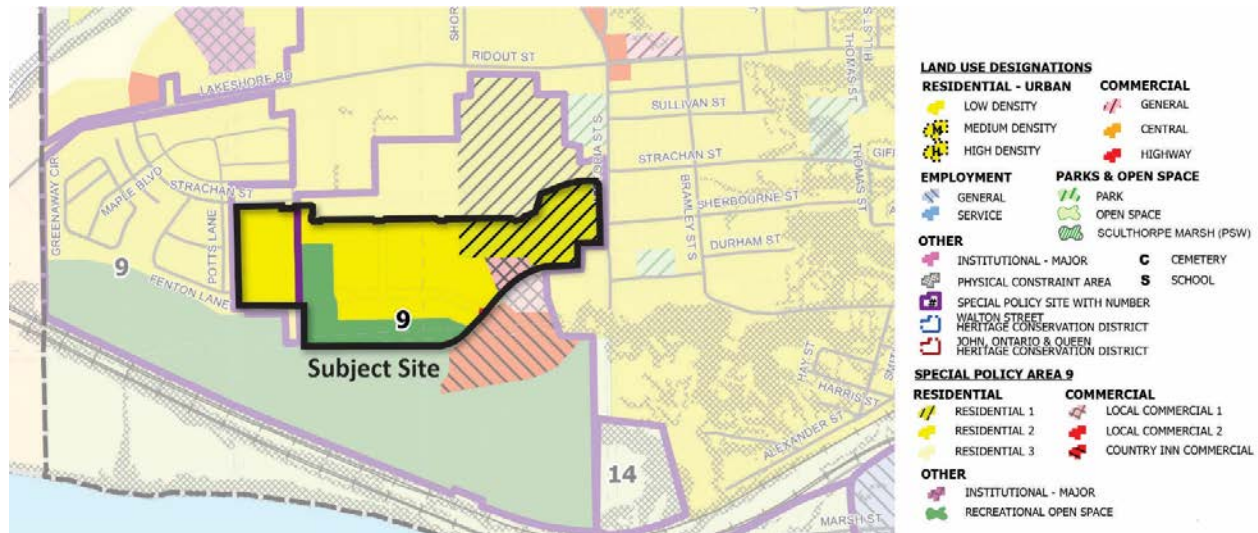 SHOR
RIDOUT ST
THOMAS ST
HILL ST S
LAKESHORE RD
SULLIVAN ST
STRACHAN ST
GREENAWAY CIR
MAPLE BLVD
STRACHAN ST
BRAMLEY ST S
THOMAS ST
SHERBOURNE ST
POTTS LANE
DURHAM ST
9
FENTON LANE
9
Subject Site
HAY ST
HARRIS ST
ALEXANDER ST
14
MARSH ST
LAND USE DESIGNATIONS
RESIDENTIAL - URBAN
LOW DENSITY
M MEDIUM DENSITY
H HIGH DENSITY
COMMERCIAL
GENERAL
CENTRAL
HIGHWAY
EMPLOYMENT
GENERAL
SERVICE
PARKS & OPEN SPACE
PARK
OPEN SPACE
SCULTHORPE MARSH (PSW)
OTHER
INSTITUTIONAL - MAJOR
PHYSICAL CONSTRAINT AREA
# SPECIAL POLICY SITE WITH NUMBER
WALTON STREET
HERITAGE CONSERVATION DISTRICT
JOHN, ONTARIO & QUEEN
HERITAGE CONSERVATION DISTRICT
C CEMETERY
S SCHOOL
SPECIAL POLICY AREA 9
RESIDENTIAL
RESIDENTIAL 1
RESIDENTIAL 2
RESIDENTIAL 3
COMMERCIAL
LOCAL COMMERCIAL 1
LOCAL COMMERCIAL 2
COUNTRY INN COMMERCIAL
OTHER
INSTITUTIONAL - MAJOR
RECREATIONAL OPEN SPACE